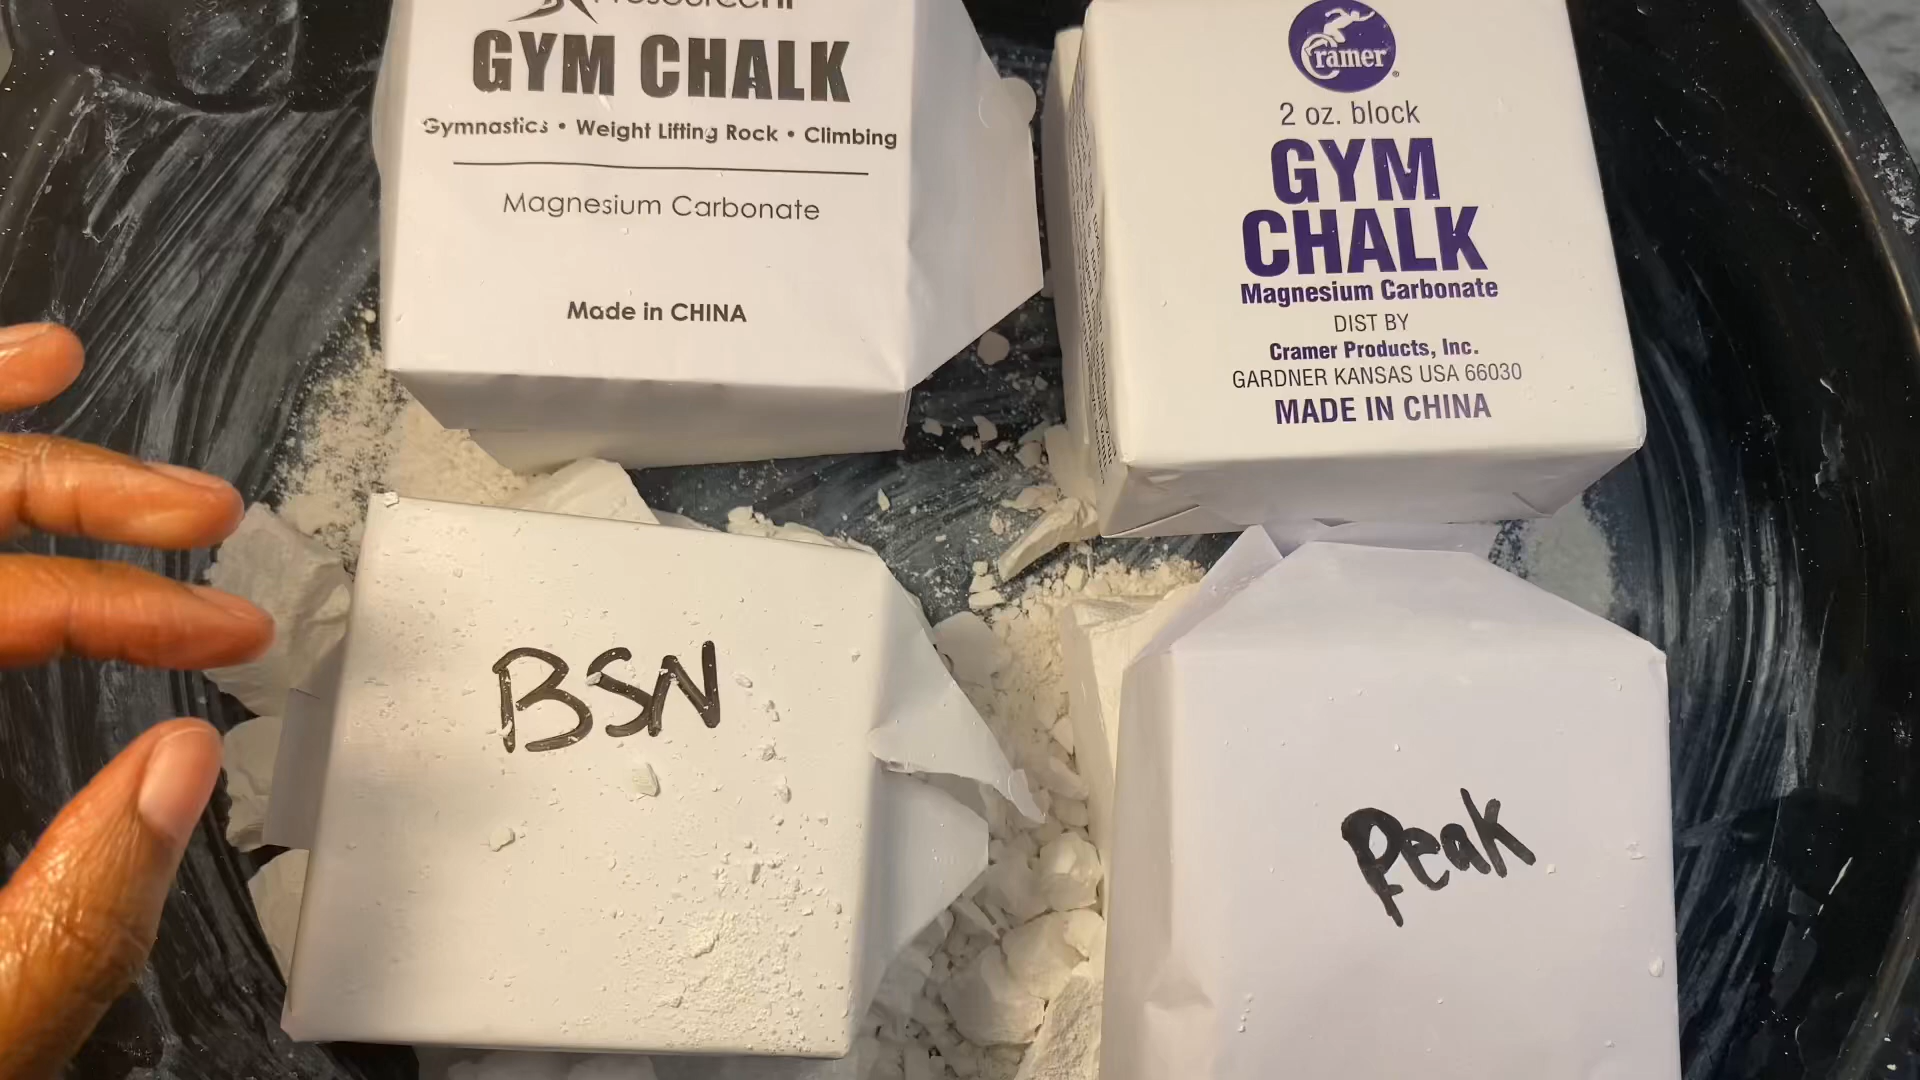 GYM CHALK
Gymnastics • Weight Lifting Rock • Climbing
Magnesium Carbonate
Made in CHINA
Cramer®
2 oz. block
GYM
CHALK
Magnesium Carbonate
DIST BY
Cramer Products, Inc.
GARDNER KANSAS USA 66030
MADE IN CHINA
BSN
Peak